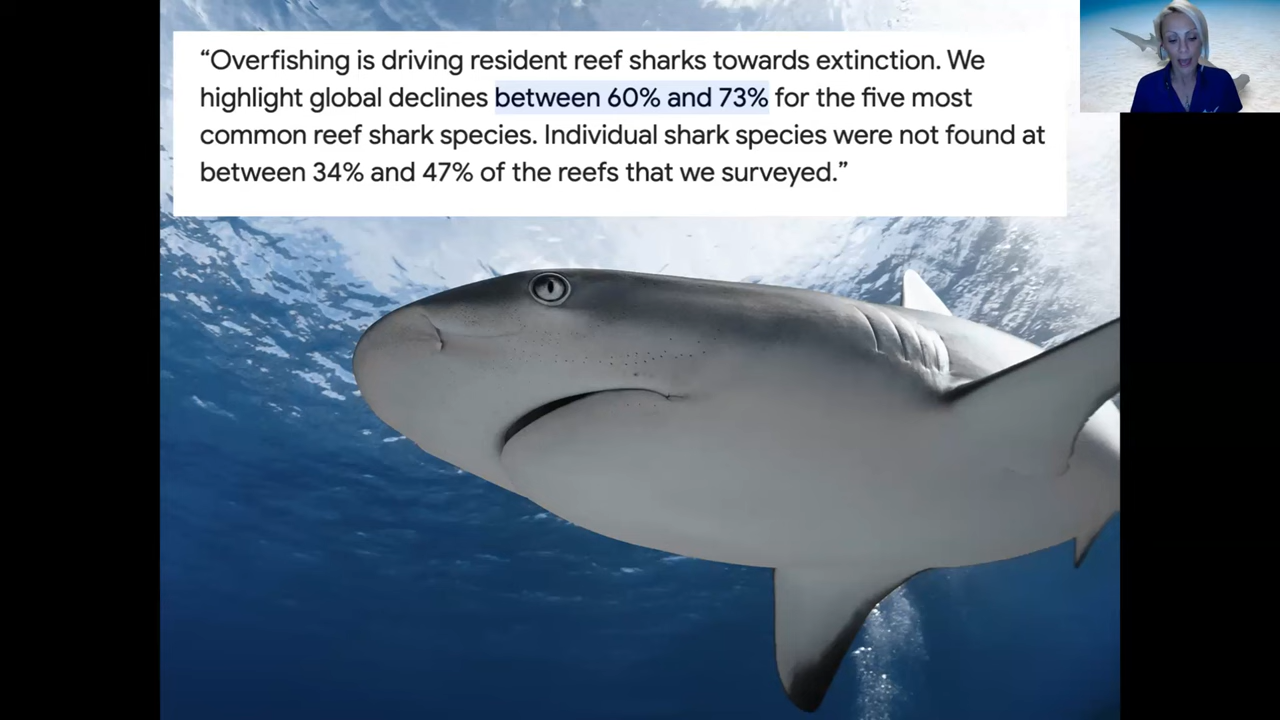 “Overfishing is driving resident reef sharks towards extinction. We
highlight global declines between 60% and 73% for the five most
common reef shark species. Individual shark species were not found at
between 34% and 47% of the reefs that we surveyed.”